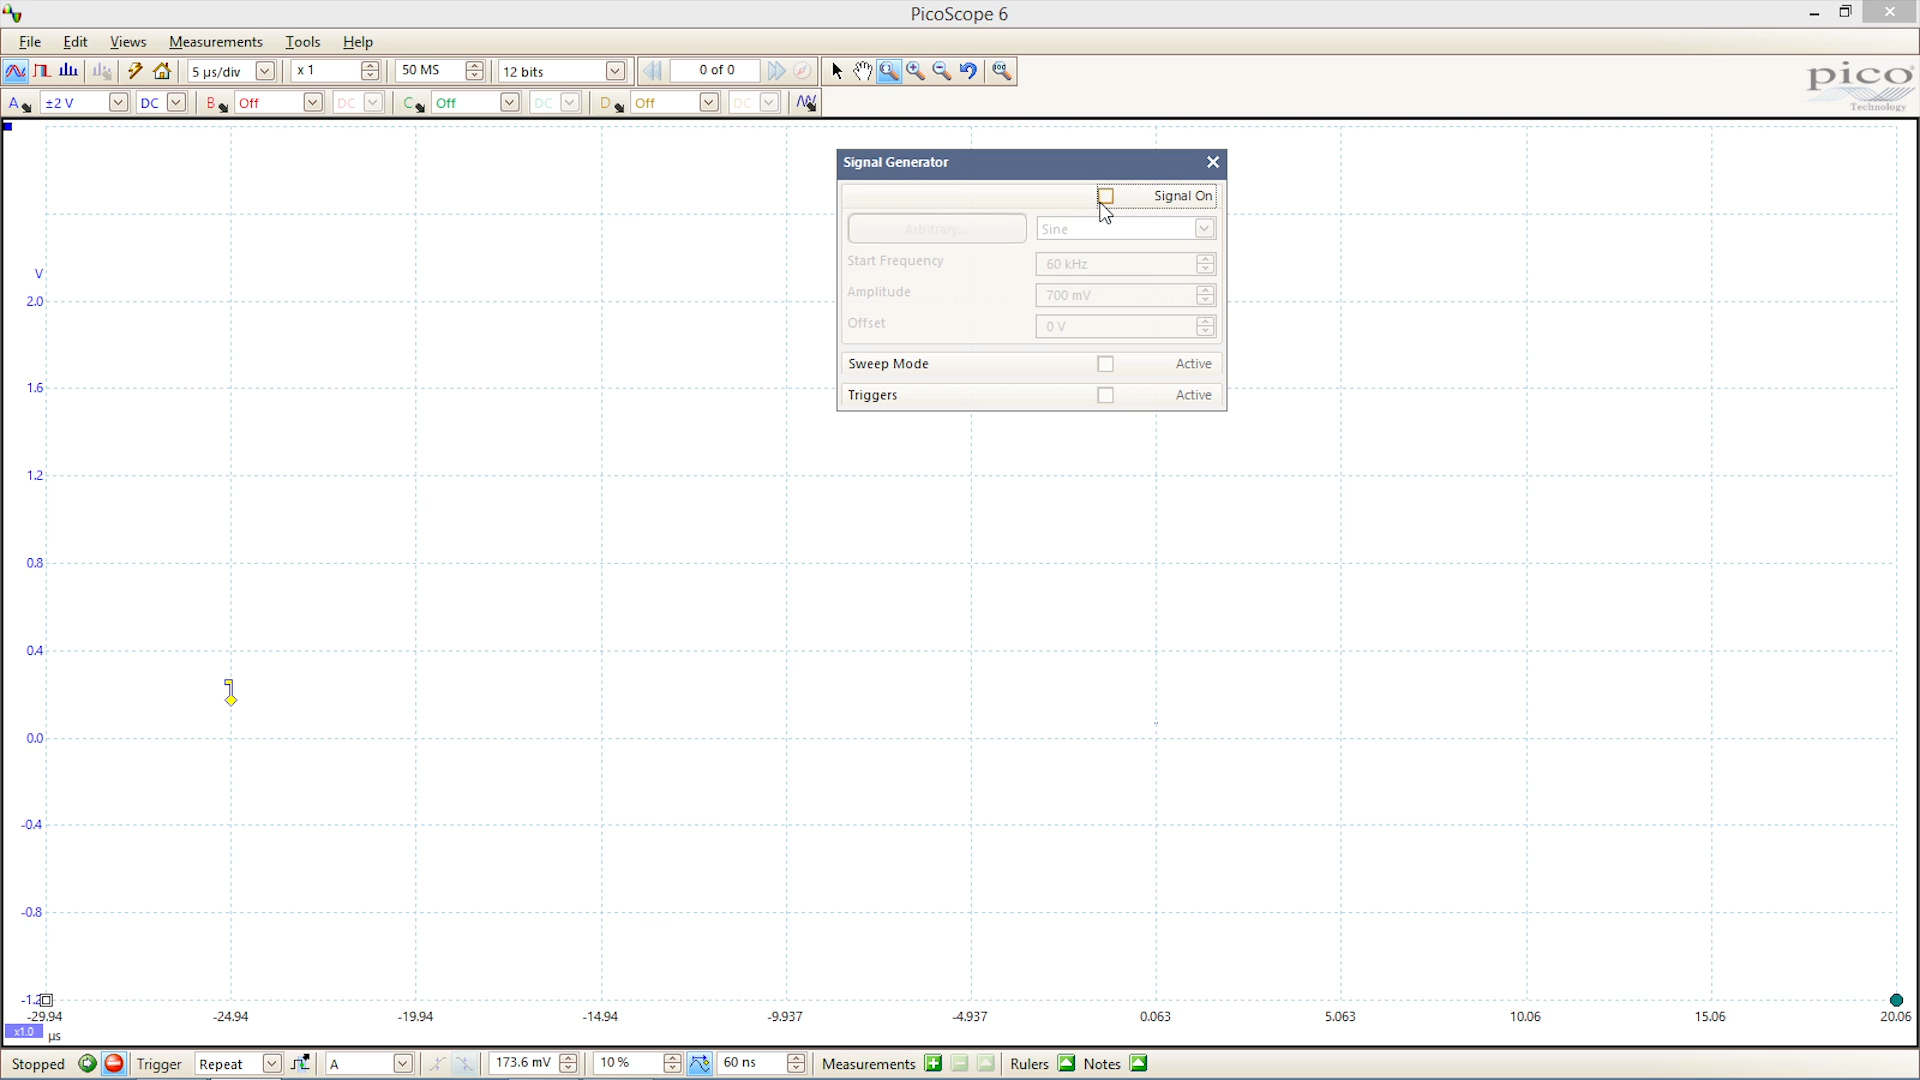 PicoScope 6
File Edit Views Measurements Tools Help
5 µs/div x 1 50 MS 12 bits 0 of 0
A ±2 V DC B Off DC C Off DC D Off DC
pico
Technology
Signal Generator
Signal On
Arbitrary... Sine
Start Frequency 60 kHz
Amplitude 700 mV
Offset 0 V
Sweep Mode Active
Triggers Active
V
2.0
1.6
1.2
0.8
0.4
0.0
-0.4
-0.8
-1.2
-29.94 -24.94 -19.94 -14.94 -9.937 -4.937 0.063 5.063 10.06 15.06 20.06
x1.0 µs
Stopped Trigger Repeat A 173.6 mV 10 % 60 ns Measurements Rulers Notes